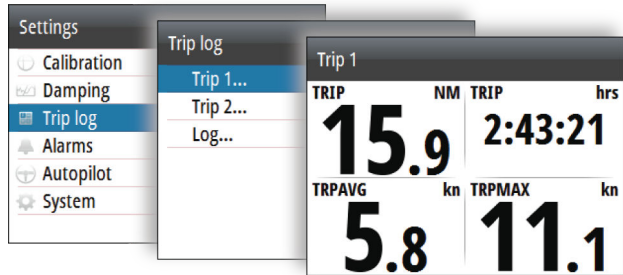 Settings
Calibration
Damping
Trip log
Alarms
Autopilot
System
Trip log
Trip 1...
Trip 2...
Log...
Trip 1
TRIP NM
15.9
TRIP hrs
2:43:21
TRPAVG kn
5.8
TRPMAX kn
11.1